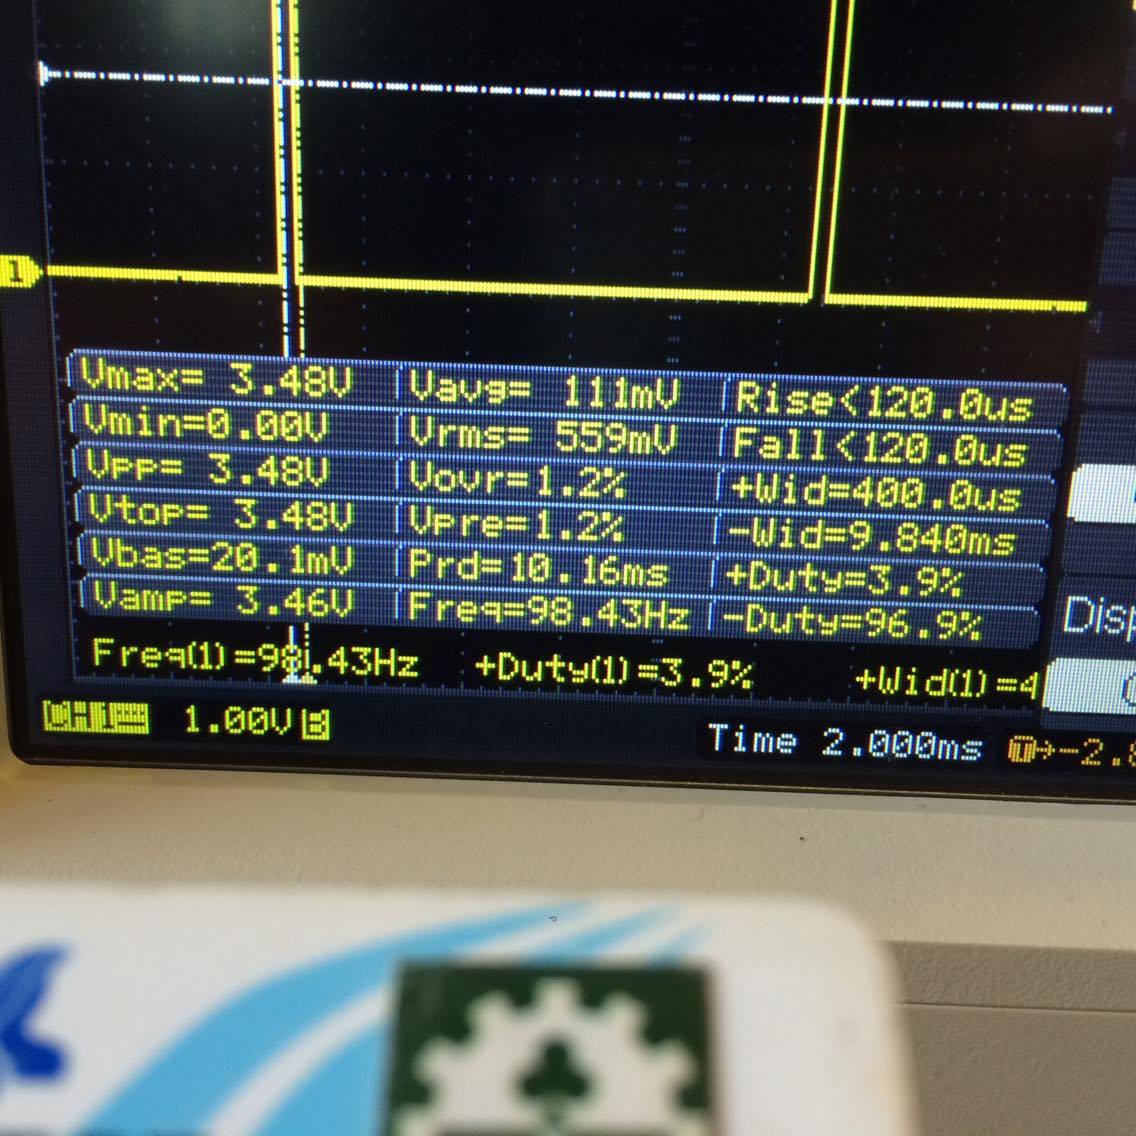 1
Vmax= 3.48V Vavg= 111mV Rise<120.0us
Vmin=0.00V Vrms= 559mV Fall<120.0us
Vpp= 3.48V Vovr=1.2% +Wid=400.0us
Vtop= 3.48V Vpre=1.2% -Wid=9.840ms
Vbas=20.1mV Prd=10.16ms +Duty=3.9%
Vamp= 3.46V Freq=98.43Hz -Duty=96.9%
Freq(1)=98.43Hz +Duty(1)=3.9% +Wid(1)=4
Disp
1.00V Time 2.000ms